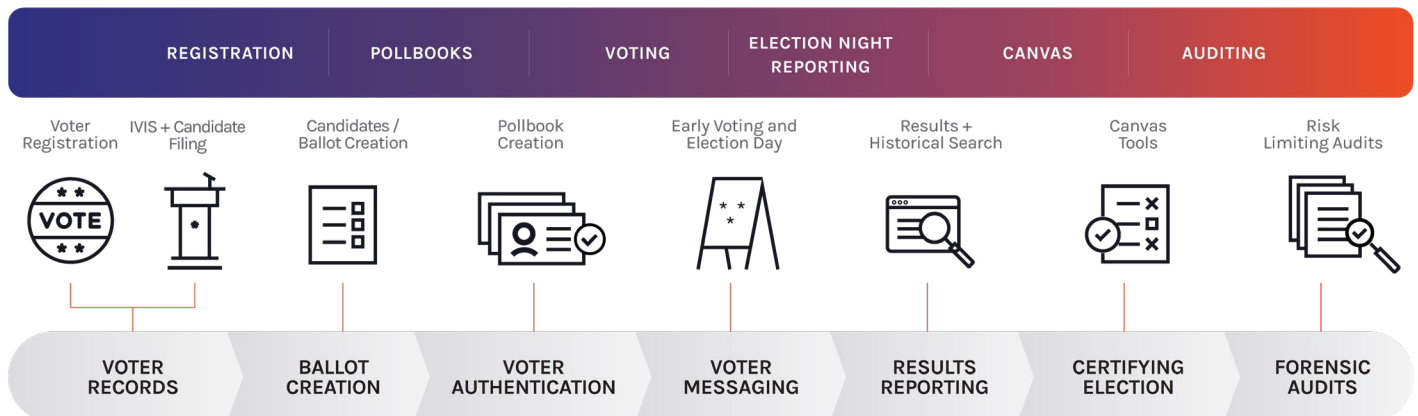 REGISTRATION
POLLBOOKS
VOTING
ELECTION NIGHT
REPORTING
CANVAS
AUDITING
Voter
Registration
IVIS + Candidate
Filing
Candidates /
Ballot Creation
Pollbook
Creation
Early Voting and
Election Day
Results +
Historical Search
Canvas
Tools
Risk
Limiting Audits
VOTE
VOTER
RECORDS
BALLOT
CREATION
VOTER
AUTHENTICATION
VOTER
MESSAGING
RESULTS
REPORTING
CERTIFYING
ELECTION
FORENSIC
AUDITS